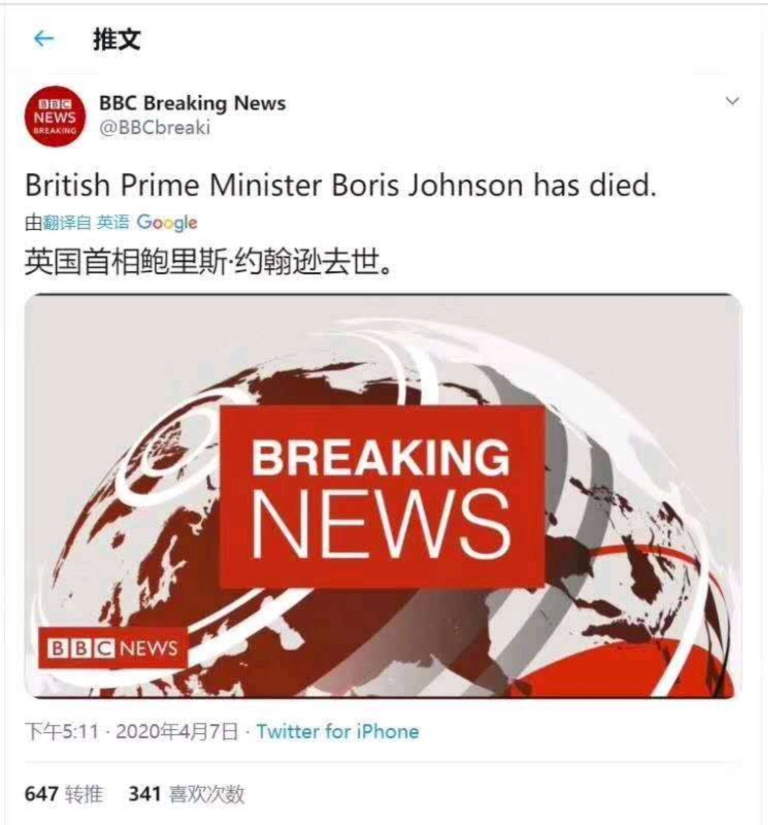 推文
BBC
NEWS
BREAKING
BBC Breaking News
@BBCbreaki
British Prime Minister Boris Johnson has died.
由翻译自 英语 Google
英国首相鲍里斯·约翰逊去世。
BREAKING
NEWS
BBC NEWS
下午5:11 · 2020年4月7日 · Twitter for iPhone
647 转推 341 喜欢次数